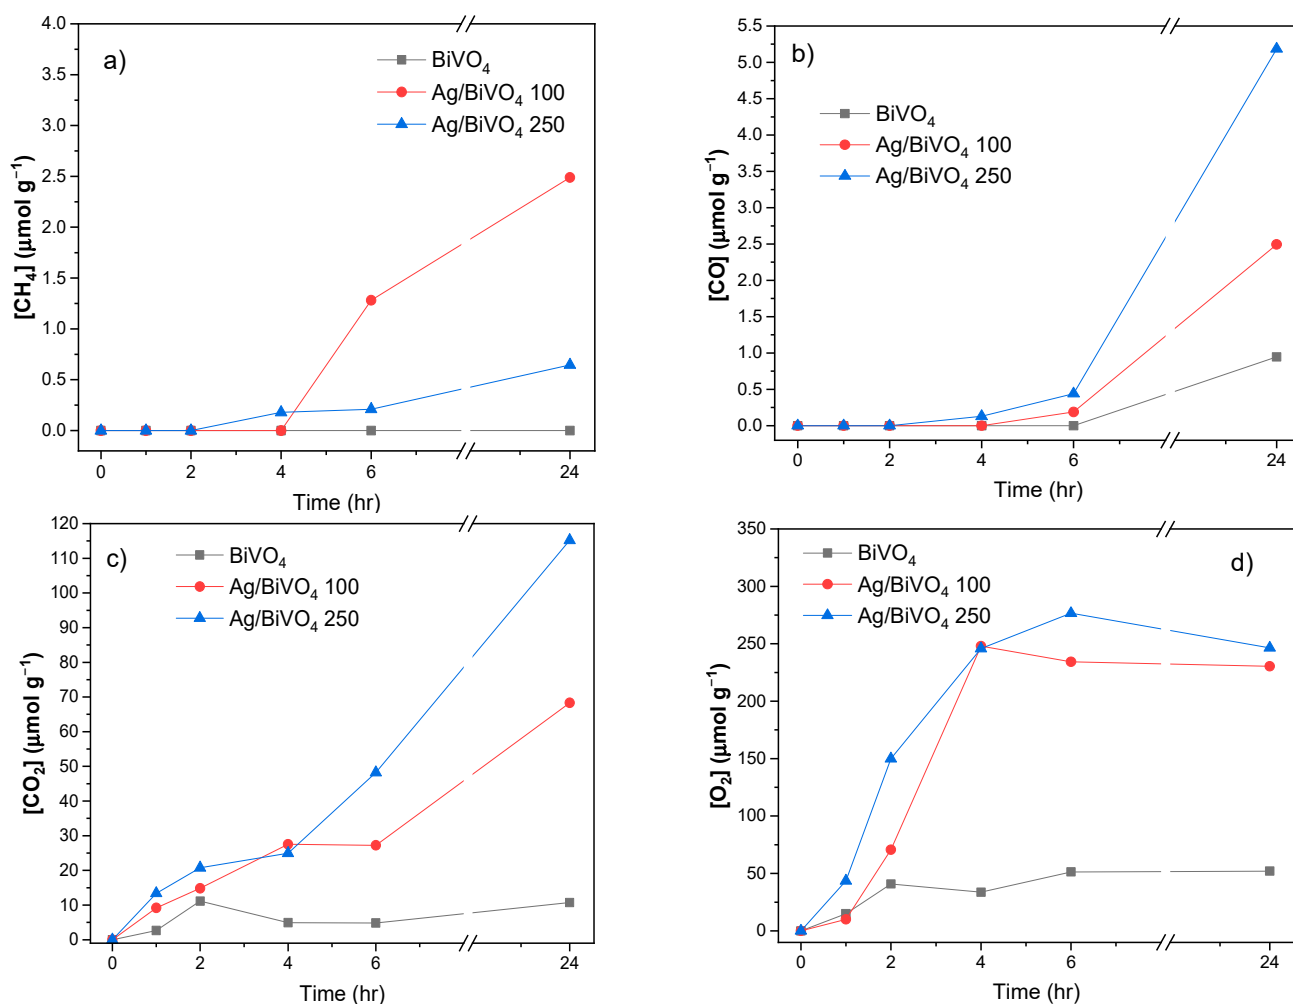 a)
BiVO₄
Ag/BiVO₄ 100
Ag/BiVO₄ 250
[CH₄] (μmol g⁻¹)
4.0
3.5
3.0
2.5
2.0
1.5
1.0
0.5
0.0
0 2 4 6 24
Time (hr)
b)
BiVO₄
Ag/BiVO₄ 100
Ag/BiVO₄ 250
[CO] (μmol g⁻¹)
5.5
5.0
4.5
4.0
3.5
3.0
2.5
2.0
1.5
1.0
0.5
0.0
0 2 4 6 24
Time (hr)
c)
BiVO₄
Ag/BiVO₄ 100
Ag/BiVO₄ 250
[CO₂] (μmol g⁻¹)
120
110
100
90
80
70
60
50
40
30
20
10
0
0 2 4 6 24
Time (hr)
d)
BiVO₄
Ag/BiVO₄ 100
Ag/BiVO₄ 250
[O₂] (μmol g⁻¹)
350
300
250
200
150
100
50
0
0 2 4 6 24
Time (hr)